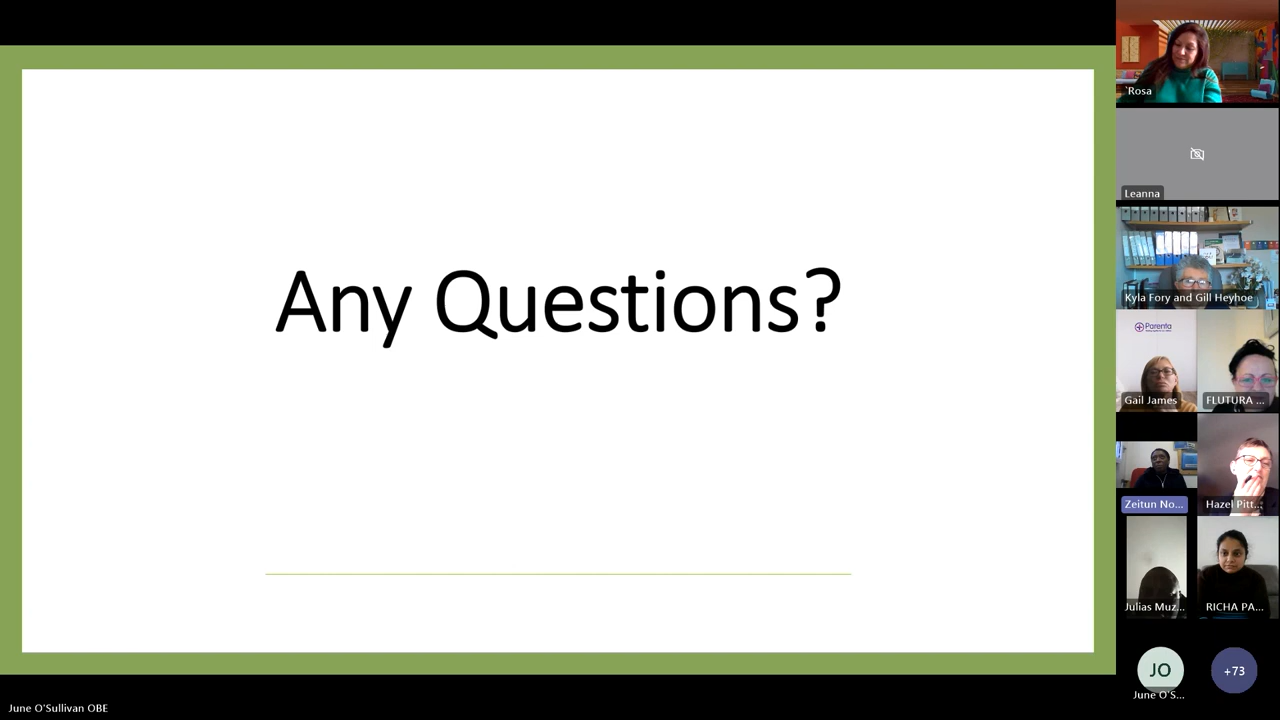 Any Questions?
June O'Sullivan OBE
`Rosa
Leanna
Kyla Fory and Gill Heyhoe
Parenta
Gail James
FLUTURA ...
Zeitun No...
Hazel Pitt...
Julias Muz...
RICHA PA...
JO
June O'S...
+73